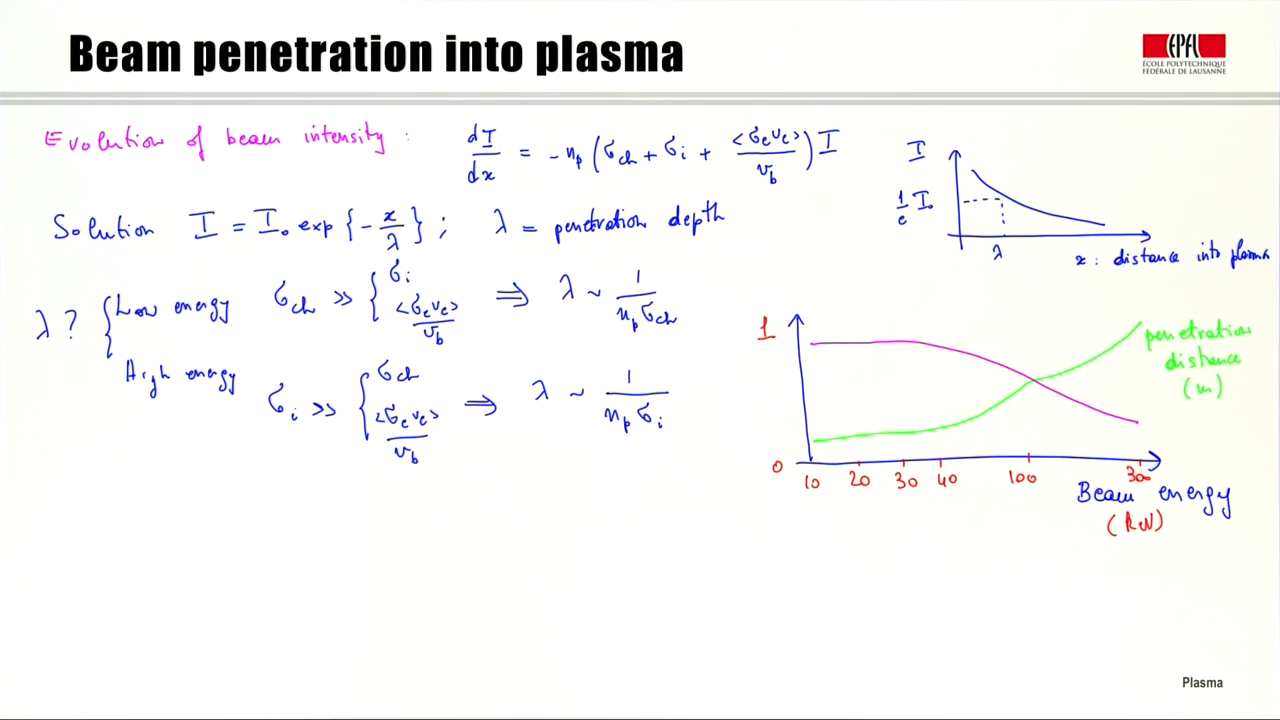 Beam penetration into plasma
EPFL
ÉCOLE POLYTECHNIQUE
FÉDÉRALE DE LAUSANNE
Evolution of beam intensity : dI/dx = - n_p (σ_ch + σ_i + <σ_e v_e>/v_b) I
Solution I = I_0 exp {- x/λ} ; λ = penetration depth
I
1/e I_0
λ
x : distance into plasma
λ ? { Low energy σ_ch >> { σ_i <σ_e v_e>/v_b ⇒ λ ~ 1/(n_p σ_ch)
High energy σ_i >> { σ_ch <σ_e v_e>/v_b ⇒ λ ~ 1/(n_p σ_i)
1
penetration
distance
(m)
0
10 20 30 40 100 300
Beam energy
(keV)
Plasma